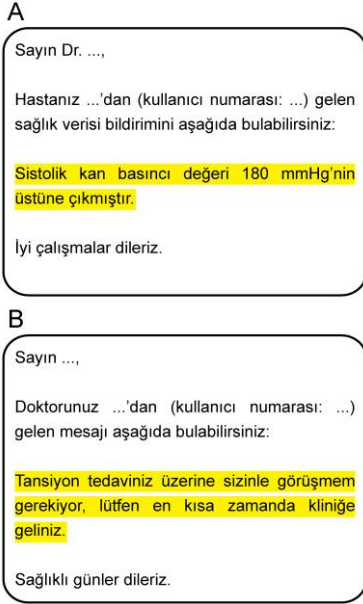 A
Sayın Dr. ...,
Hastanız ...'dan (kullanıcı numarası: ...) gelen
sağlık verisi bildirimini aşağıda bulabilirsiniz:
Sistolik kan basıncı değeri 180 mmHg'nin
üstüne çıkmıştır.
İyi çalışmalar dileriz.
B
Sayın ...,
Doktorunuz ...'dan (kullanıcı numarası: ...)
gelen mesajı aşağıda bulabilirsiniz:
Tansiyon tedaviniz üzerine sizinle görüşmem
gerekiyor, lütfen en kısa zamanda kliniğe
geliniz.
Sağlıklı günler dileriz.